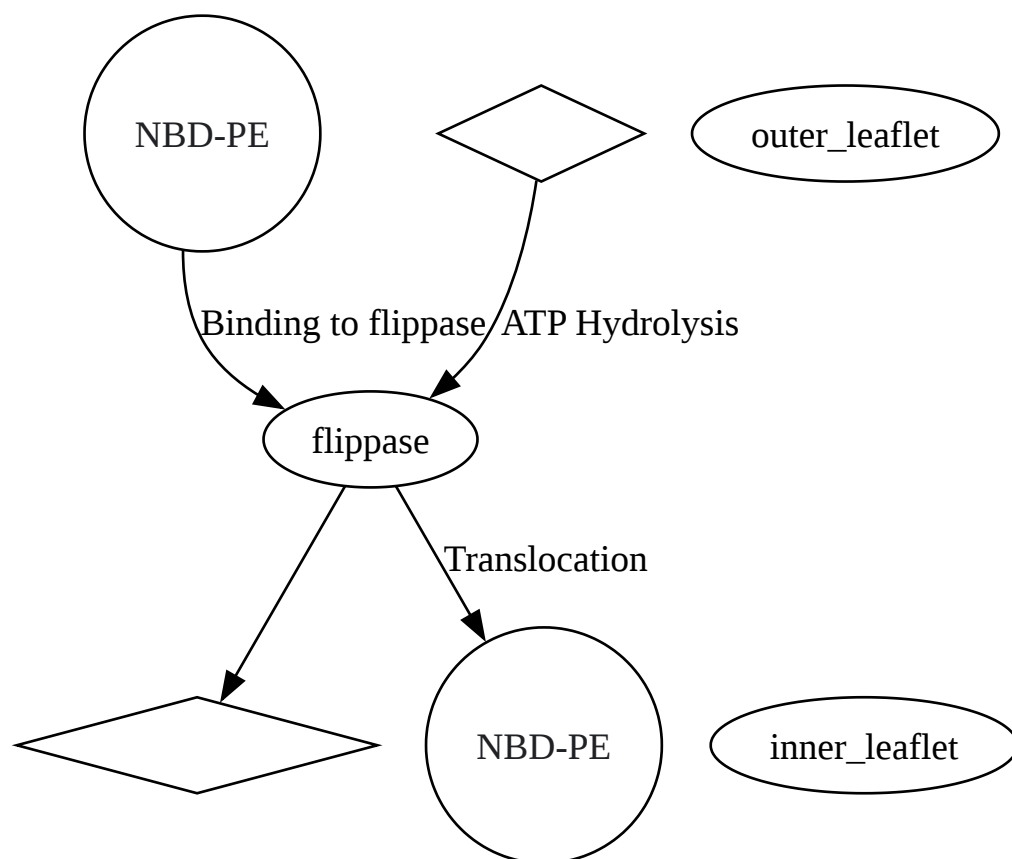 NBD-PE
outer_leaflet
Binding to flippase
ATP Hydrolysis
flippase
Translocation
NBD-PE
inner_leaflet